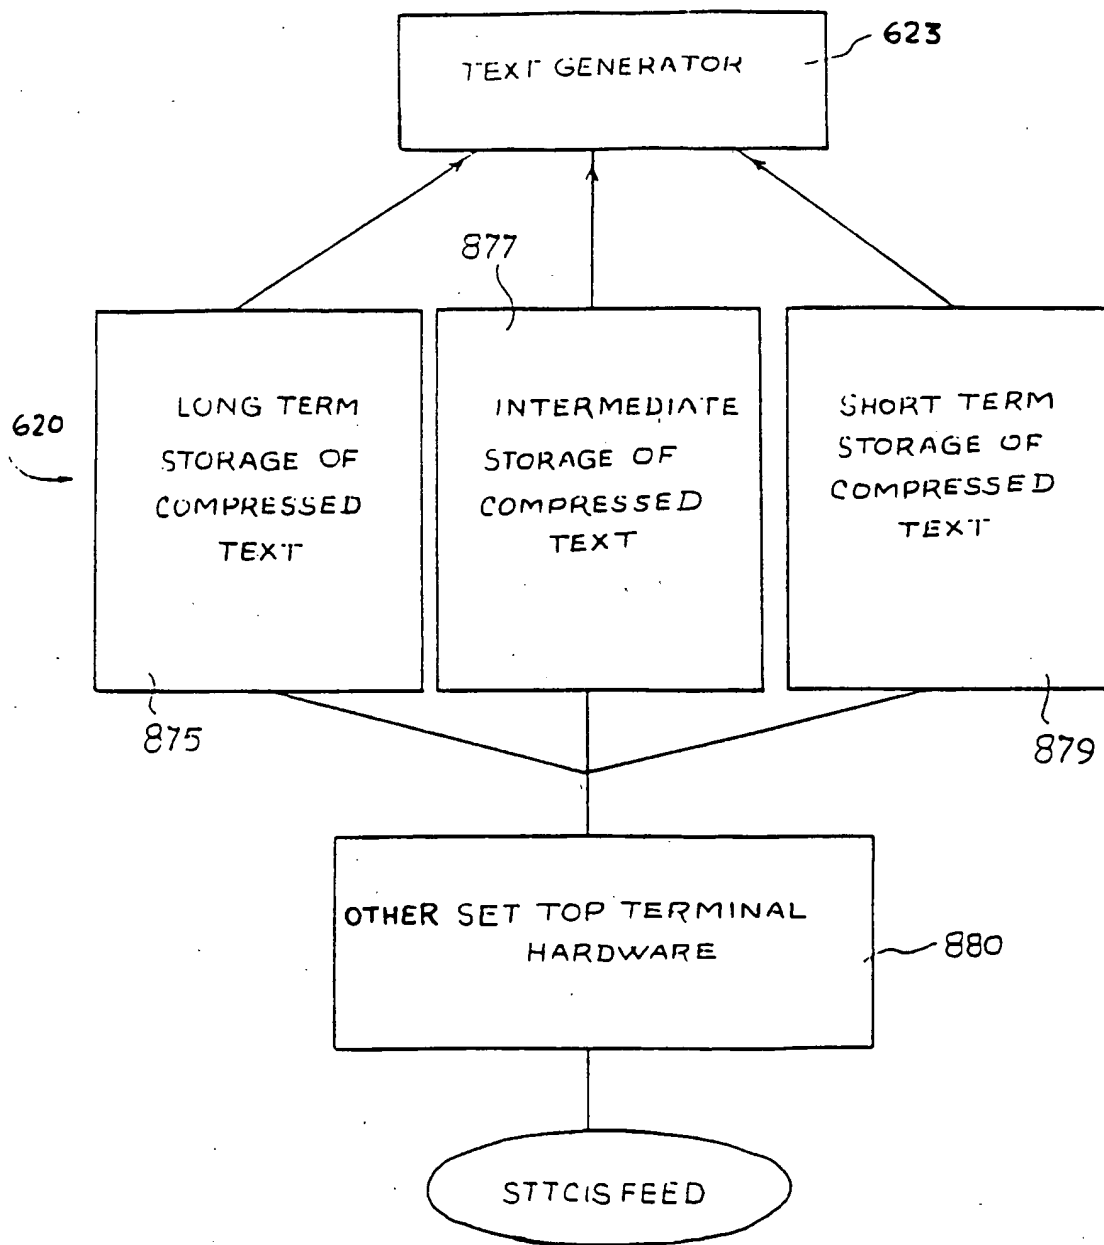 623
TEXT GENERATOR
877
620
LONG TERM
STORAGE OF
COMPRESSED
TEXT
INTERMEDIATE
STORAGE OF
COMPRESSED
TEXT
SHORT TERM
STORAGE OF
COMPRESSED
TEXT
875
879
OTHER SET TOP TERMINAL
HARDWARE
880
STTCIS FEED